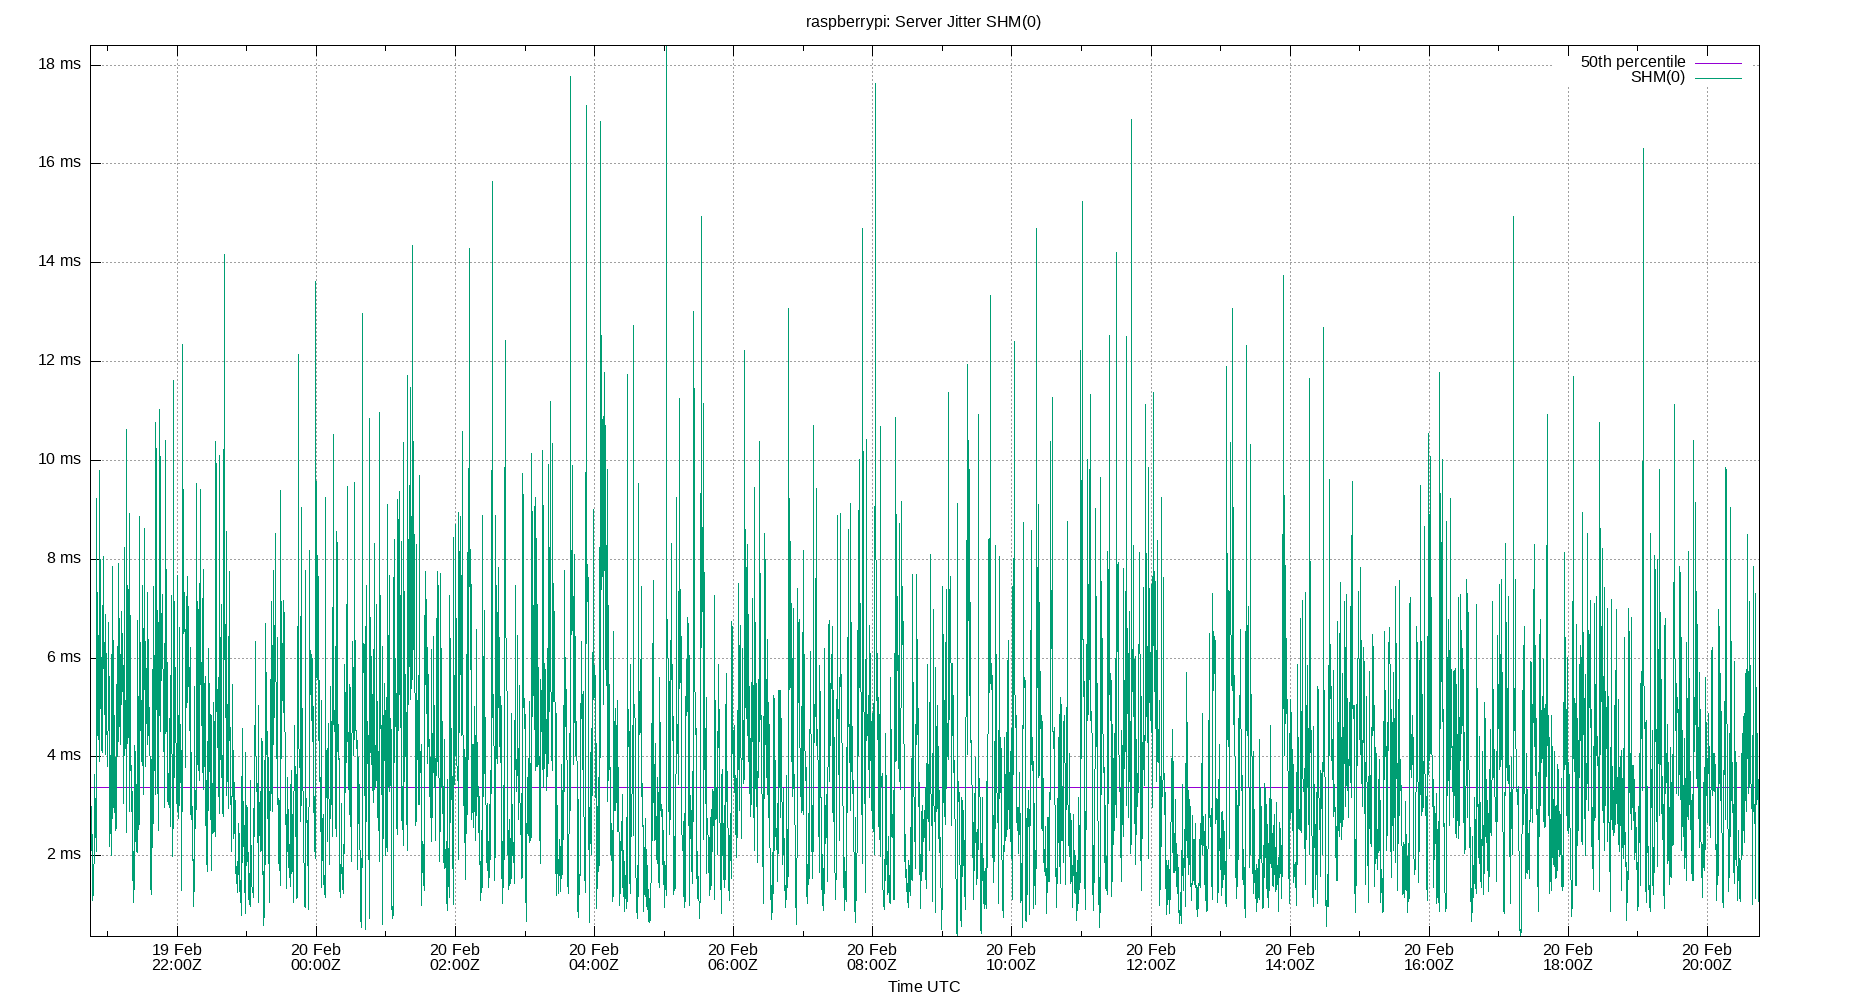 raspberrypi: Server Jitter SHM(0)
18 ms
16 ms
14 ms
12 ms
10 ms
8 ms
6 ms
4 ms
2 ms
50th percentile
SHM(0)
19 Feb 20 Feb 20 Feb 20 Feb 20 Feb 20 Feb 20 Feb 20 Feb 20 Feb 20 Feb 20 Feb 20 Feb
22:00Z 00:00Z 02:00Z 04:00Z 06:00Z 08:00Z 10:00Z 12:00Z 14:00Z 16:00Z 18:00Z 20:00Z
Time UTC